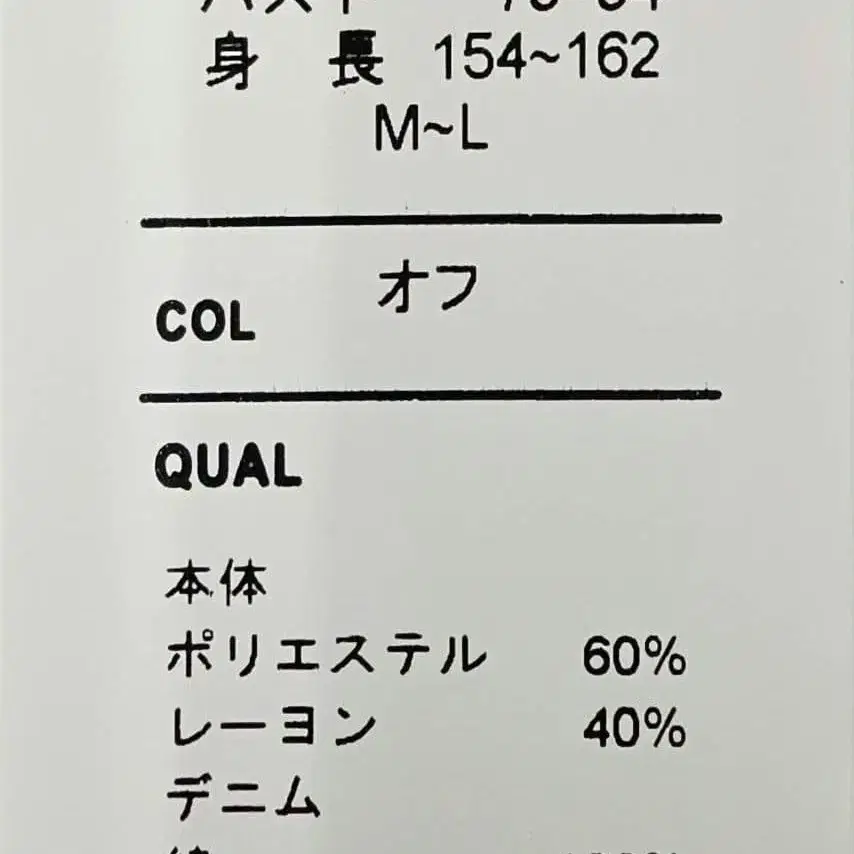 身 長 154~162
M~L
COL オフ
QUAL
本体
ポリエステル 60%
レーヨン 40%
デニム